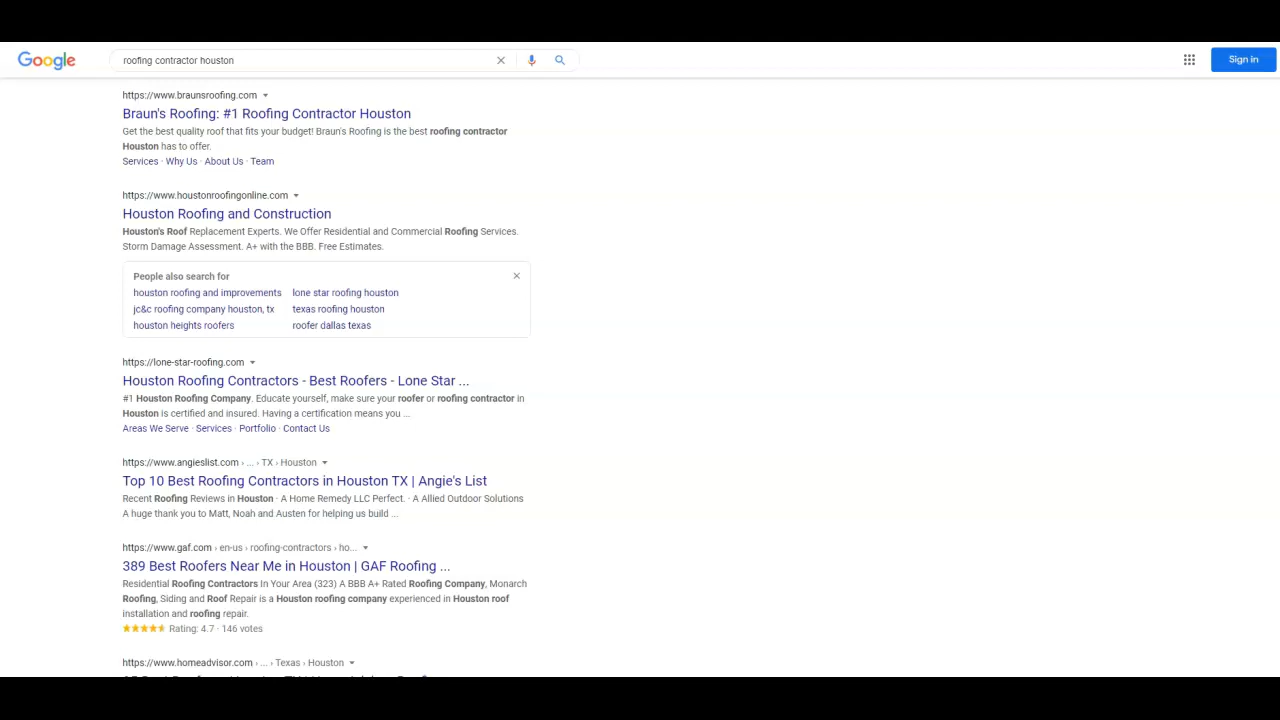 Google
roofing contractor houston
Sign in
https://www.braunsroofing.com
Braun's Roofing: #1 Roofing Contractor Houston
Get the best quality roof that fits your budget! Braun's Roofing is the best roofing contractor
Houston has to offer.
Services · Why Us · About Us · Team
https://www.houstonroofingonline.com
Houston Roofing and Construction
Houston's Roof Replacement Experts. We Offer Residential and Commercial Roofing Services.
Storm Damage Assessment. A+ with the BBB. Free Estimates.
People also search for
houston roofing and improvements lone star roofing houston
jc&c roofing company houston, tx texas roofing houston
houston heights roofers roofer dallas texas
https://lone-star-roofing.com
Houston Roofing Contractors - Best Roofers - Lone Star ...
#1 Houston Roofing Company. Educate yourself, make sure your roofer or roofing contractor in
Houston is certified and insured. Having a certification means you ...
Areas We Serve · Services · Portfolio · Contact Us
https://www.angieslist.com › ... › TX › Houston
Top 10 Best Roofing Contractors in Houston TX | Angie's List
Recent Roofing Reviews in Houston · A Home Remedy LLC Perfect. · A Allied Outdoor Solutions
A huge thank you to Matt, Noah and Austen for helping us build ...
https://www.gaf.com › en-us › roofing-contractors › ho...
389 Best Roofers Near Me in Houston | GAF Roofing ...
Residential Roofing Contractors In Your Area (323) A BBB A+ Rated Roofing Company, Monarch
Roofing, Siding and Roof Repair is a Houston roofing company experienced in Houston roof
installation and roofing repair.
Rating: 4.7 · 146 votes
https://www.homeadvisor.com › ... › Texas › Houston